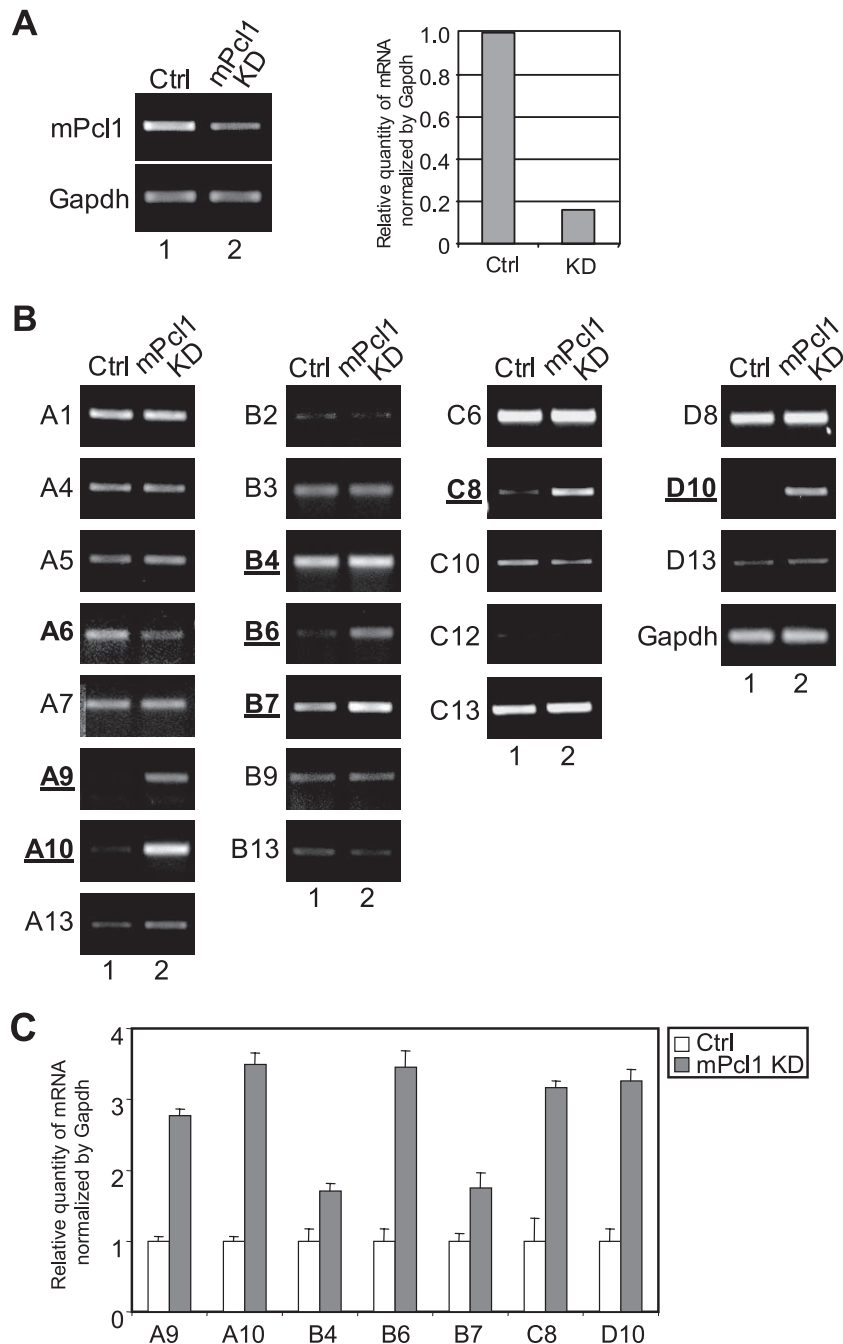 A
Ctrl
mPcl1
KD
mPcl1
Gapdh
1 2
Relative quantity of mRNA
normalized by Gapdh
1.0
0.8
0.6
0.4
0.2
0
Ctrl KD
B
Ctrl
mPcl1
KD
A1
A4
A5
A6
A7
A9
A10
A13
1 2
Ctrl
mPcl1
KD
B2
B3
B4
B6
B7
B9
B13
1 2
Ctrl
mPcl1
KD
C6
C8
C10
C12
C13
1 2
Ctrl
mPcl1
KD
D8
D10
D13
Gapdh
1 2
C
Relative quantity of mRNA
normalized by Gapdh
4
3
2
1
0
A9 A10 B4 B6 B7 C8 D10
Ctrl
mPcl1 KD